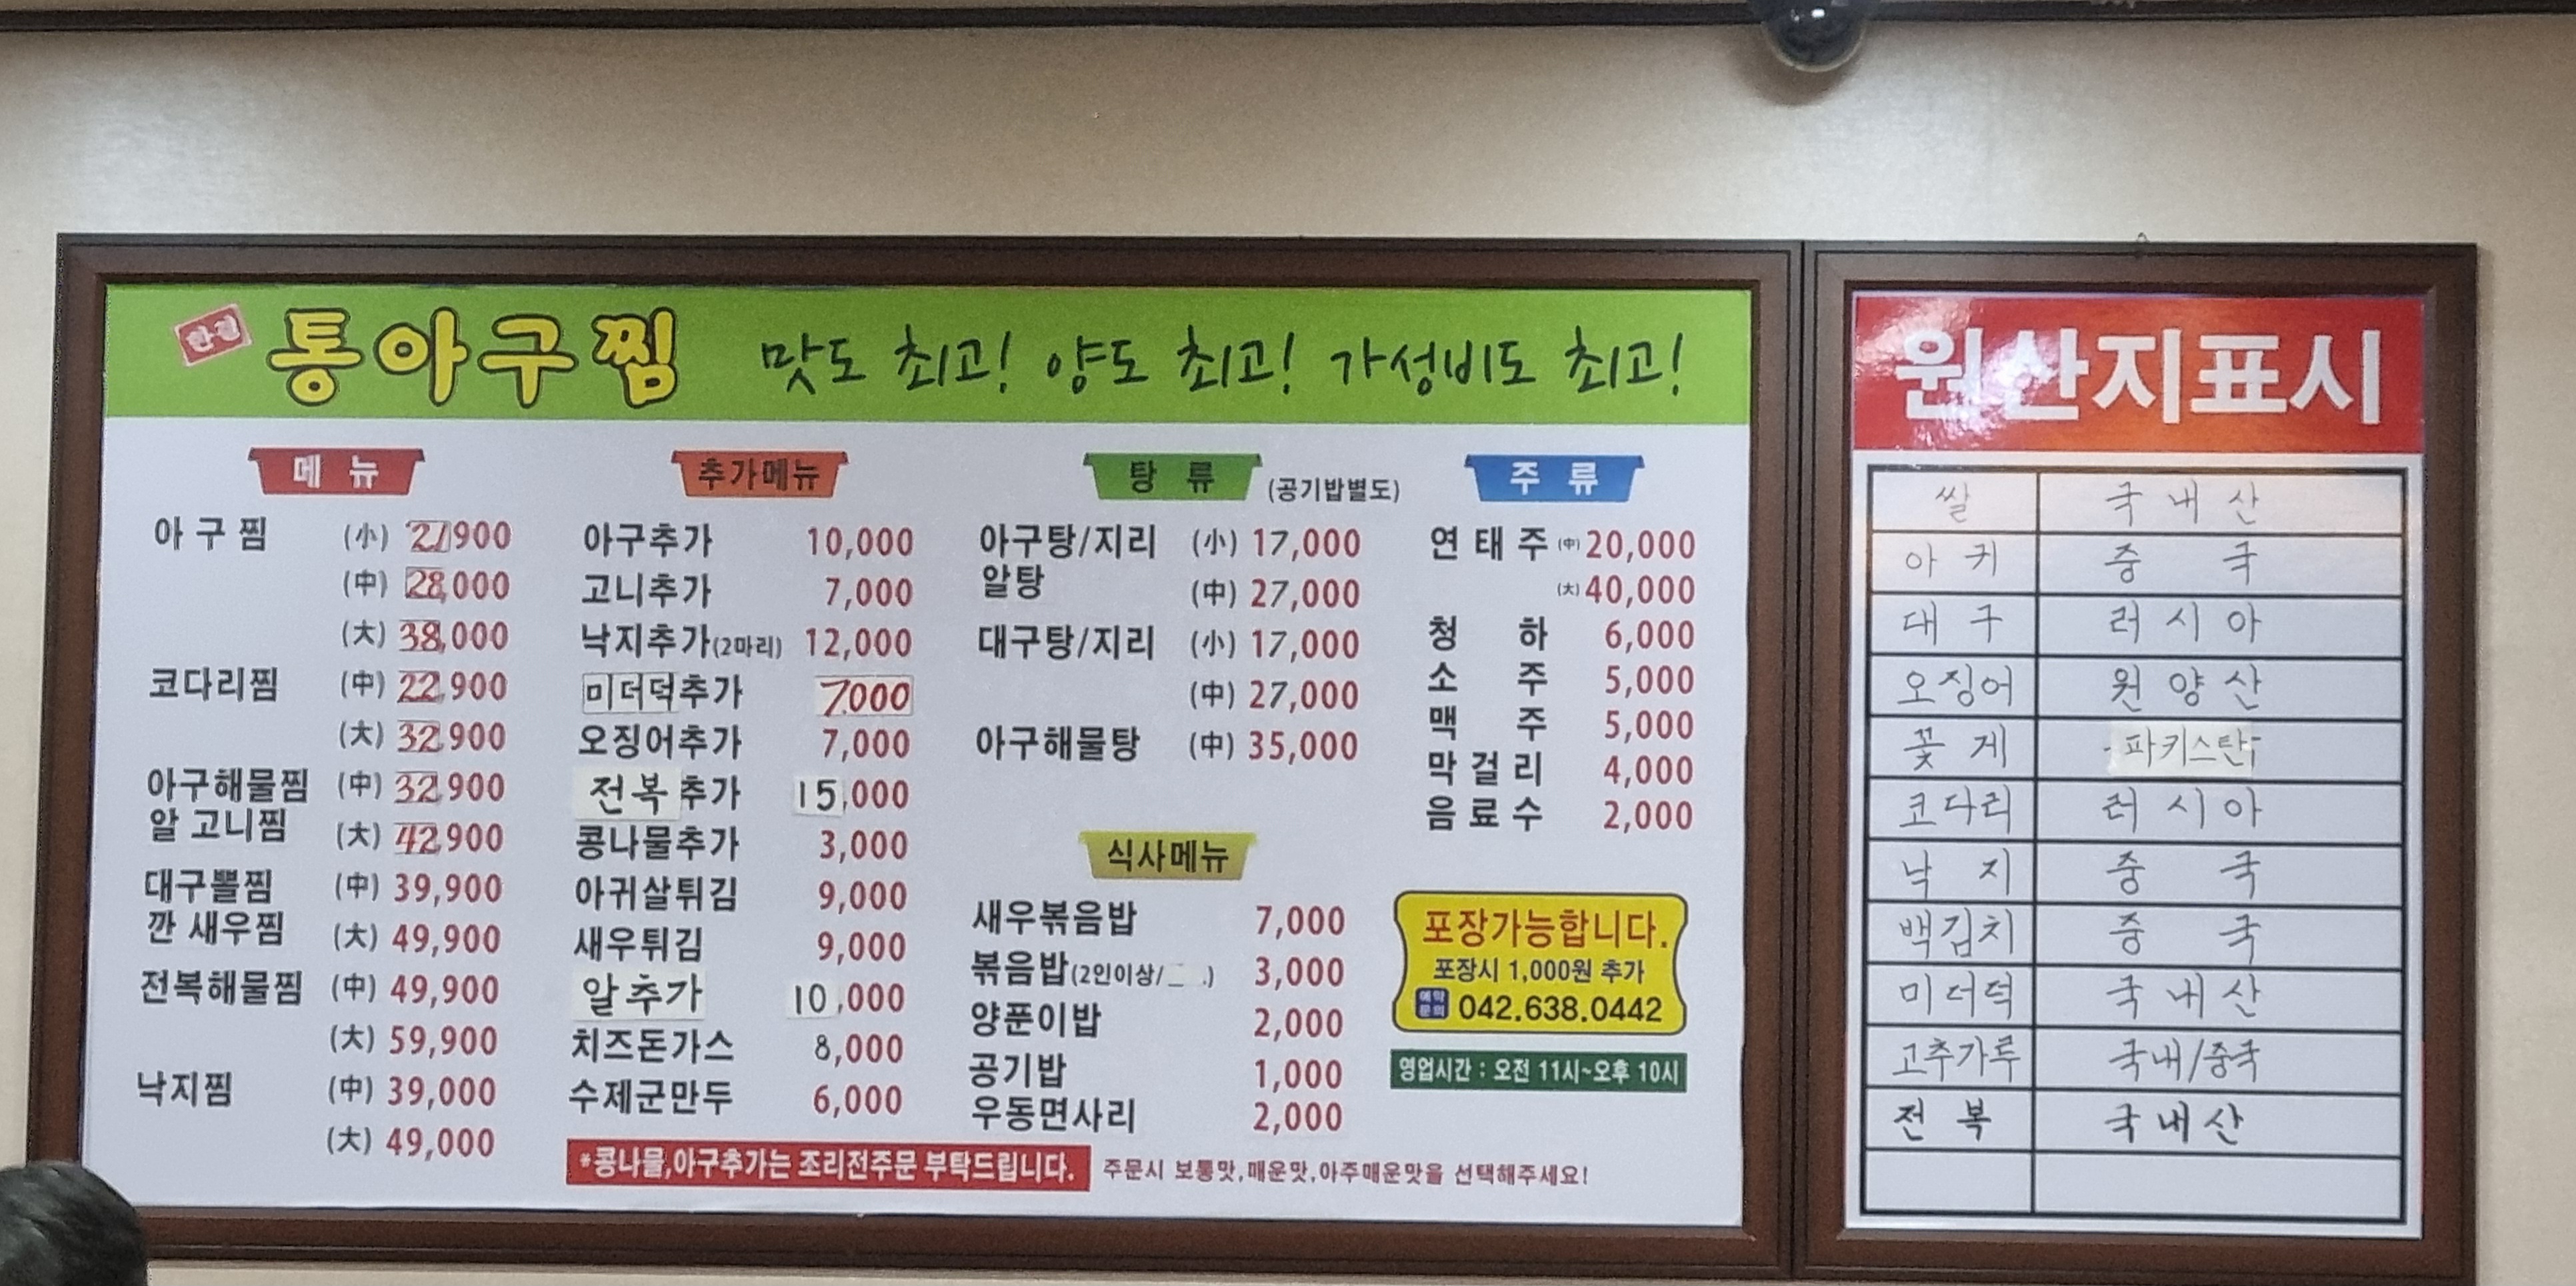 통아구찜 맛도 최고! 양도 최고! 가성비도 최고!
메 뉴
아 구 찜 (小) 21,900
(中) 28,000
(大) 38,000
코다리찜 (中) 22,900
(大) 32,900
아구해물찜 (中) 32,900
알 고니찜 (大) 42,900
대구뽈찜 (中) 39,900
깐 새우찜 (大) 49,900
전복해물찜 (中) 49,900
(大) 59,900
낙지찜 (中) 39,000
(大) 49,000
추가메뉴
아구추가 10,000
고니추가 7,000
낙지추가(2마리) 12,000
미더덕추가 7,000
오징어추가 7,000
전복추가 15,000
콩나물추가 3,000
아귀살튀김 9,000
새우튀김 9,000
알추가 10,000
치즈돈가스 8,000
수제군만두 6,000
*콩나물,아구추가는 조리전주문 부탁드립니다.
탕 류 (공기밥별도)
아구탕/지리 (小) 17,000
알탕 (中) 27,000
대구탕/지리 (小) 17,000
(中) 27,000
아구해물탕 (中) 35,000
식사메뉴
새우볶음밥 7,000
볶음밥(2인이상/ ) 3,000
양푼이밥 2,000
공기밥 1,000
우동면사리 2,000
주문시 보통맛,매운맛,아주매운맛을 선택해주세요!
주 류
연 태 주 (中) 20,000
(大) 40,000
청 하 6,000
소 주 5,000
맥 주 5,000
막 걸 리 4,000
음 료 수 2,000
포장가능합니다.
포장시 1,000원 추가
예약문의 042.638.0442
영업시간 : 오전 11시~오후 10시
원산지표시
쌀 국내산
아 귀 중 국
대 구 러시아
오징어 원양산
꽃 게 파키스탄
코다리 러시아
낙 지 중 국
백김치 중 국
미더덕 국내산
고추가루 국내/중국
전 복 국내산